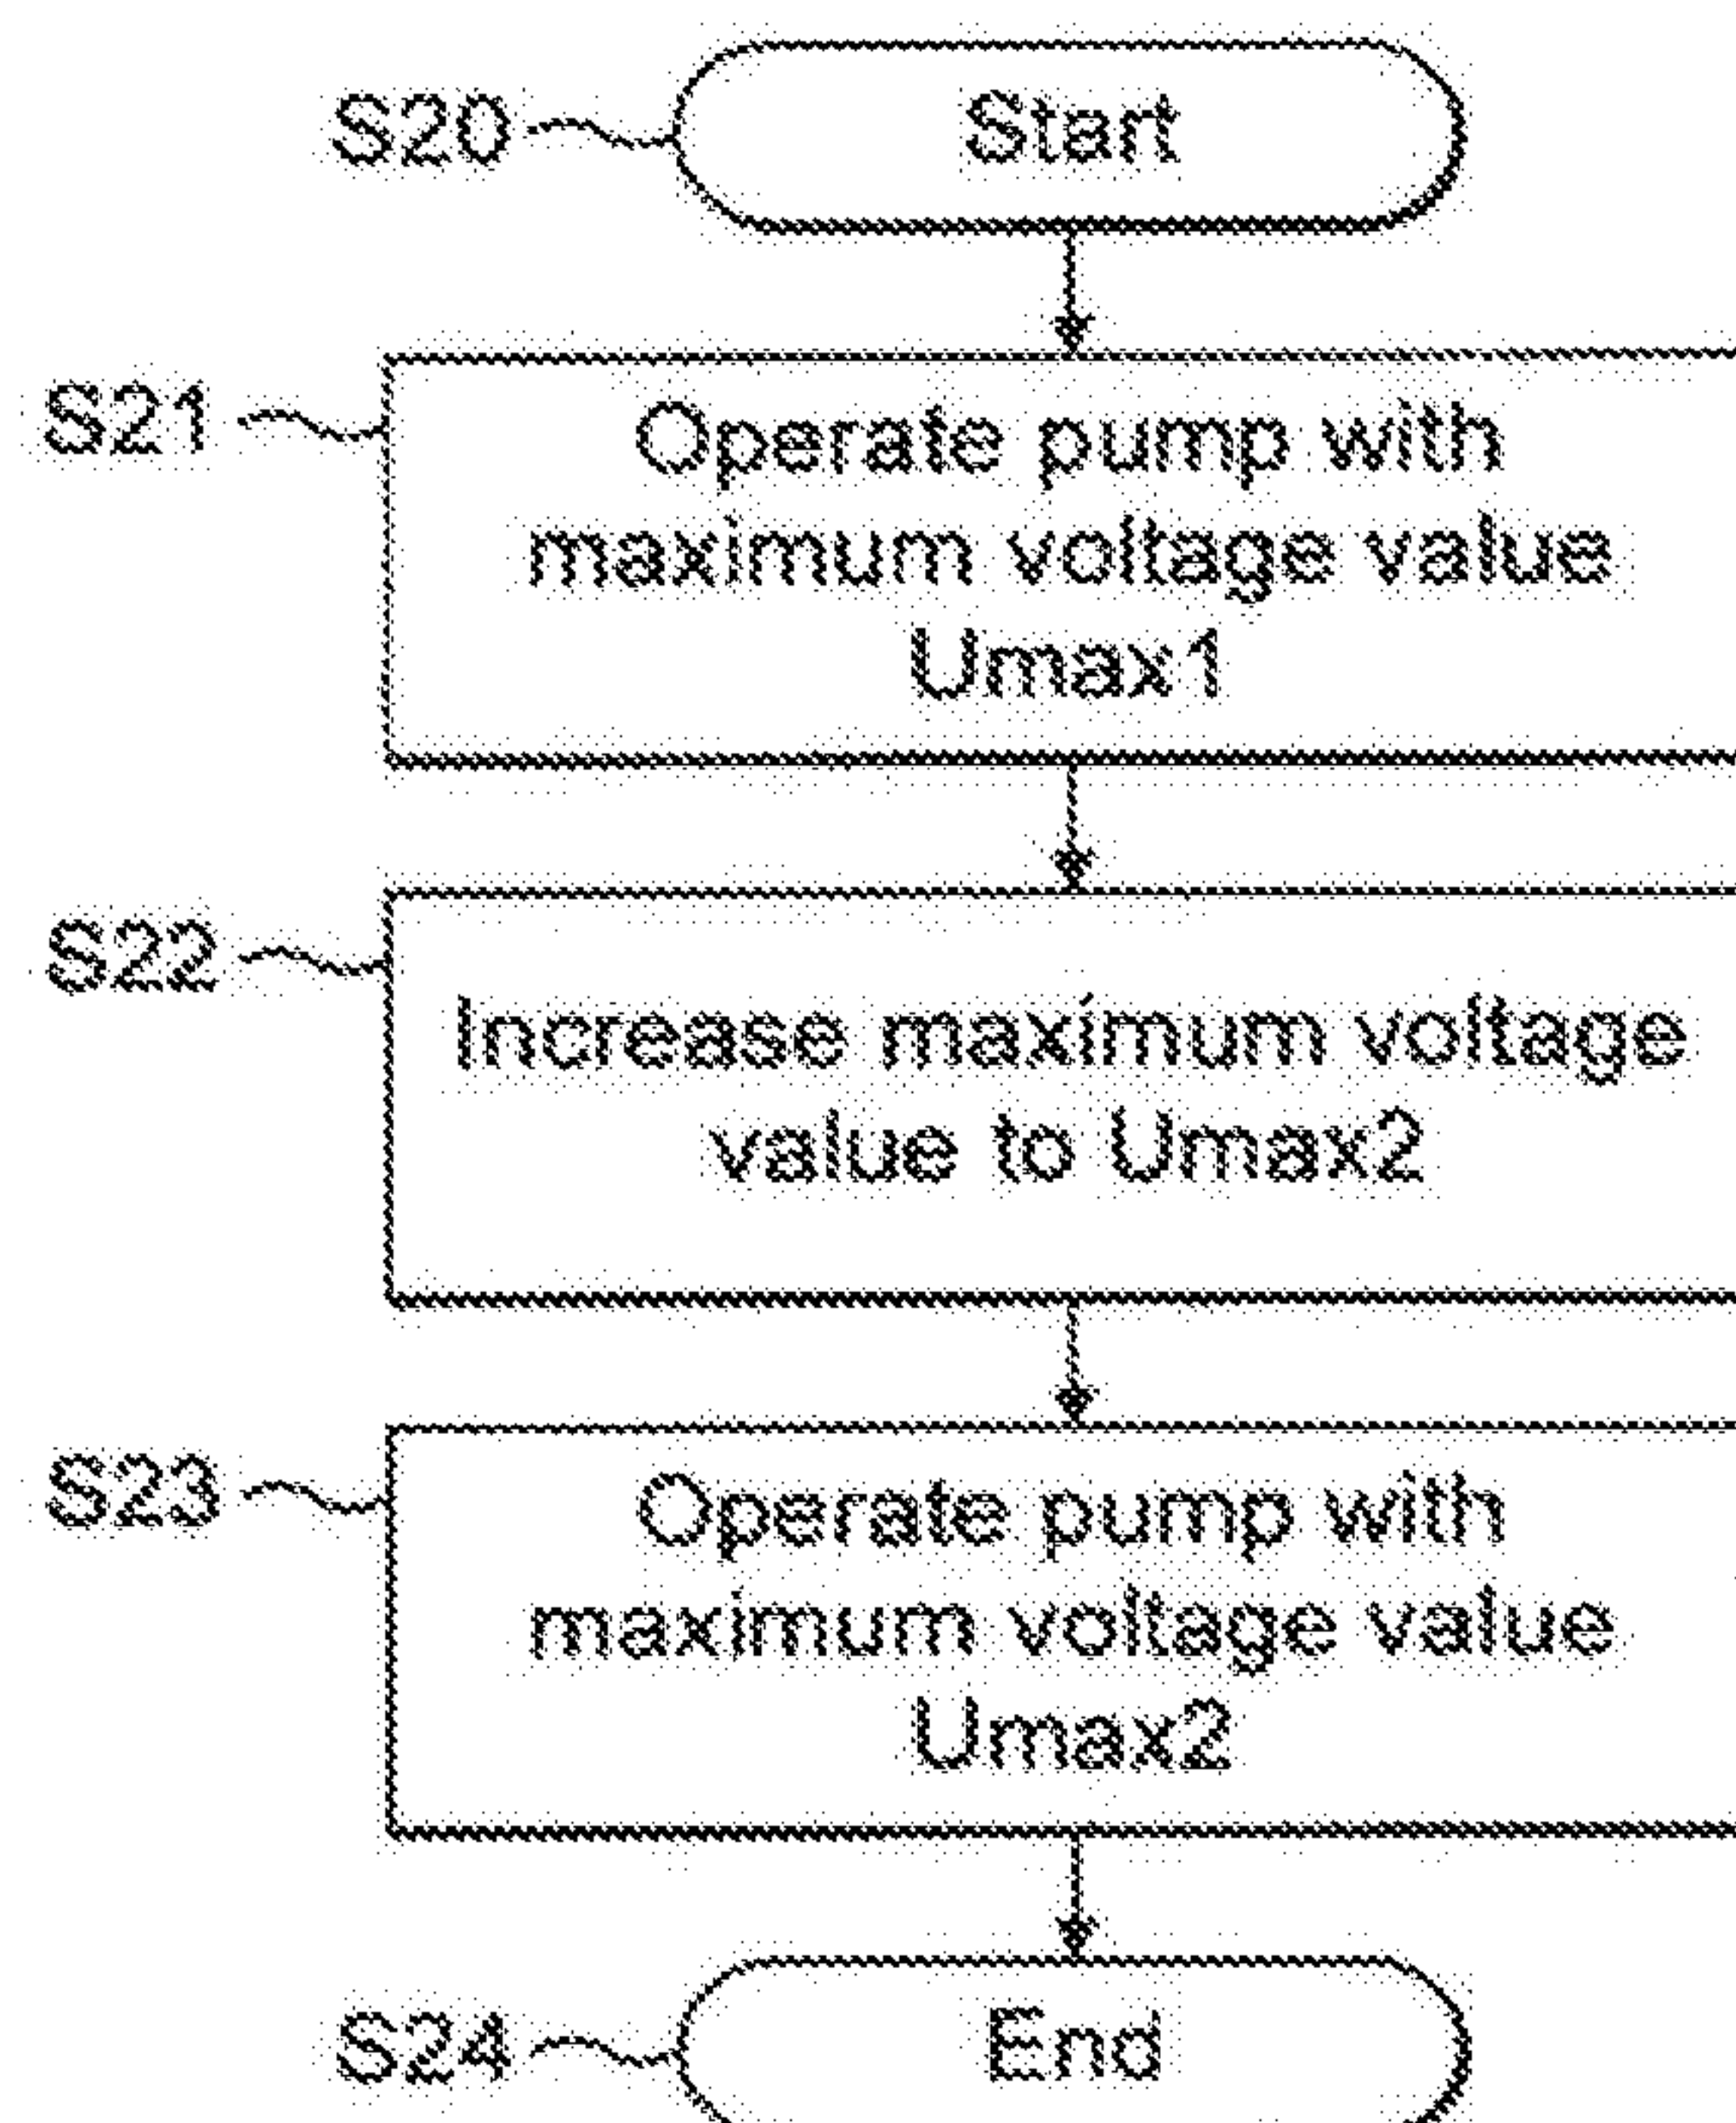 S20 Start
S21 Operate pump with
maximum voltage value
Umax1
S22
Increase maximum voltage
value to Umax2
S23 Operate pump with
maximum voltage value
Umax2
S24 End